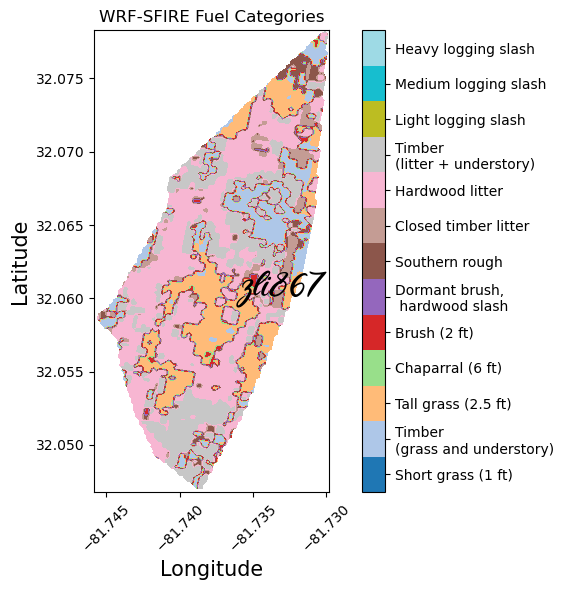 WRF-SFIRE Fuel Categories
32.075
32.070
32.065
32.060
32.055
32.050
Latitude
−81.745
−81.740
−81.735
−81.730
Longitude
zli867
Heavy logging slash
Medium logging slash
Light logging slash
Timber
(litter + understory)
Hardwood litter
Closed timber litter
Southern rough
Dormant brush,
hardwood slash
Brush (2 ft)
Chaparral (6 ft)
Tall grass (2.5 ft)
Timber
(grass and understory)
Short grass (1 ft)